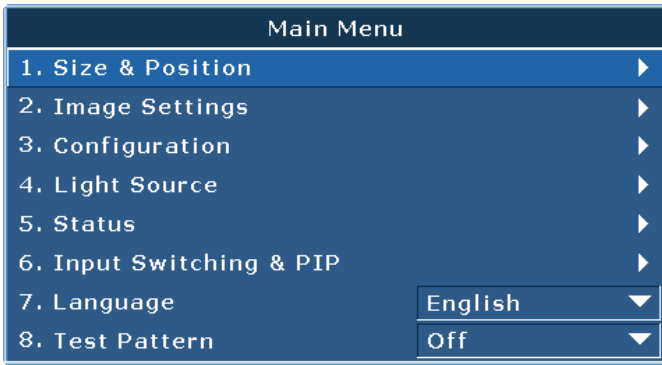 Main Menu
1. Size & Position
2. Image Settings
3. Configuration
4. Light Source
5. Status
6. Input Switching & PIP
7. Language English
8. Test Pattern Off